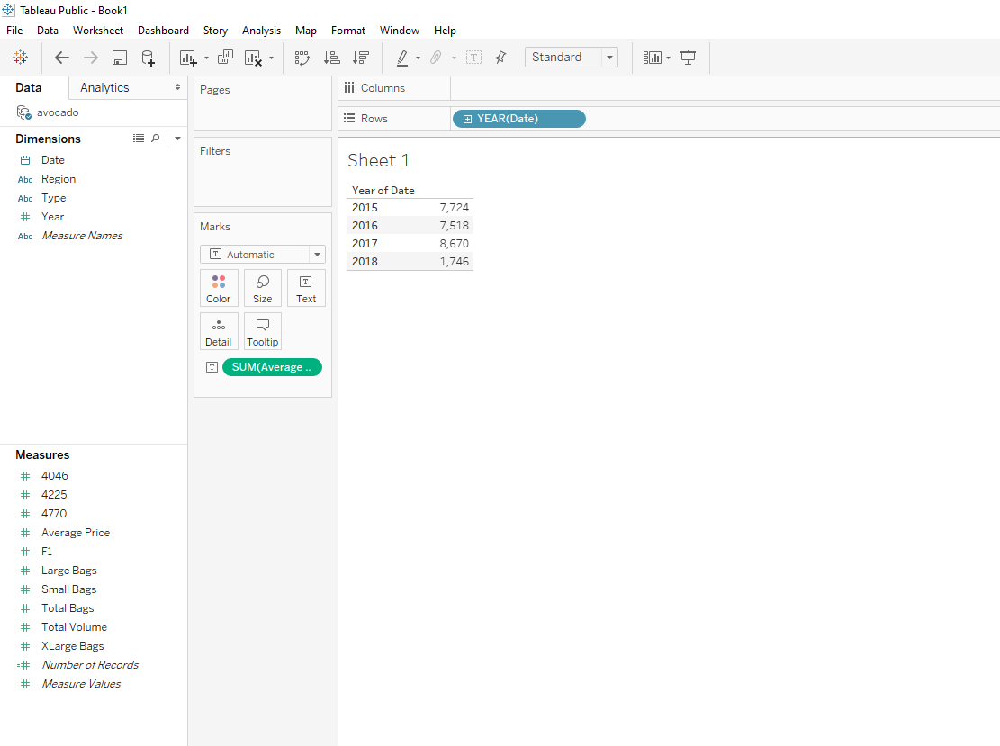 Tableau Public - Book1
File Data Worksheet Dashboard Story Analysis Map Format Window Help
Standard
Data Analytics
avocado
Dimensions
Date
Abc Region
Abc Type
Year
Abc Measure Names
Measures
4046
4225
4770
Average Price
F1
Large Bags
Small Bags
Total Bags
Total Volume
XLarge Bags
Number of Records
Measure Values
Pages
Filters
Marks
Automatic
Color Size Text
Detail Tooltip
SUM(Average ..
Columns
Rows YEAR(Date)
Sheet 1
Year of Date
2015 7,724
2016 7,518
2017 8,670
2018 1,746